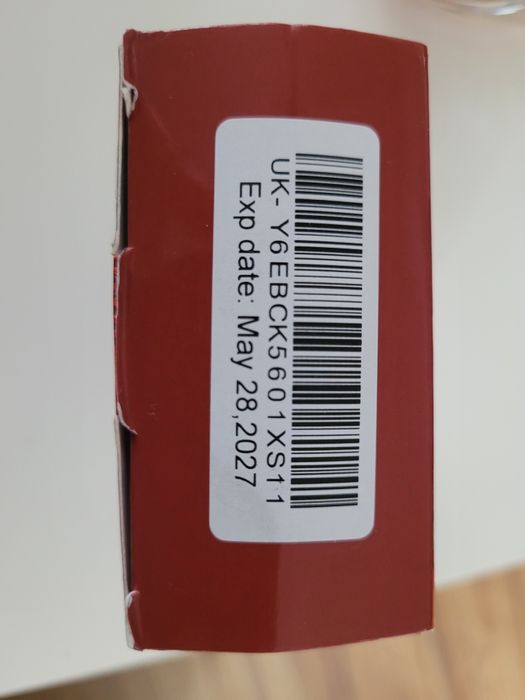 UK- Y6EBCK5601XS11
Exp date: May 28,2027